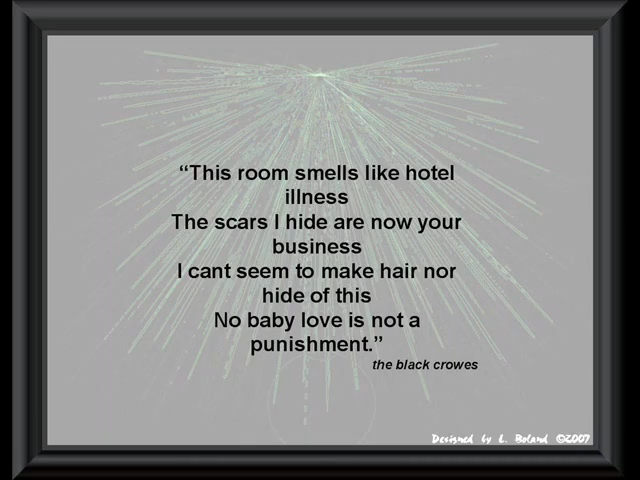 “This room smells like hotel
illness
The scars I hide are now your
business
I cant seem to make hair nor
hide of this
No baby love is not a
punishment.”
the black crowes
Designed by L. Boland ©2007